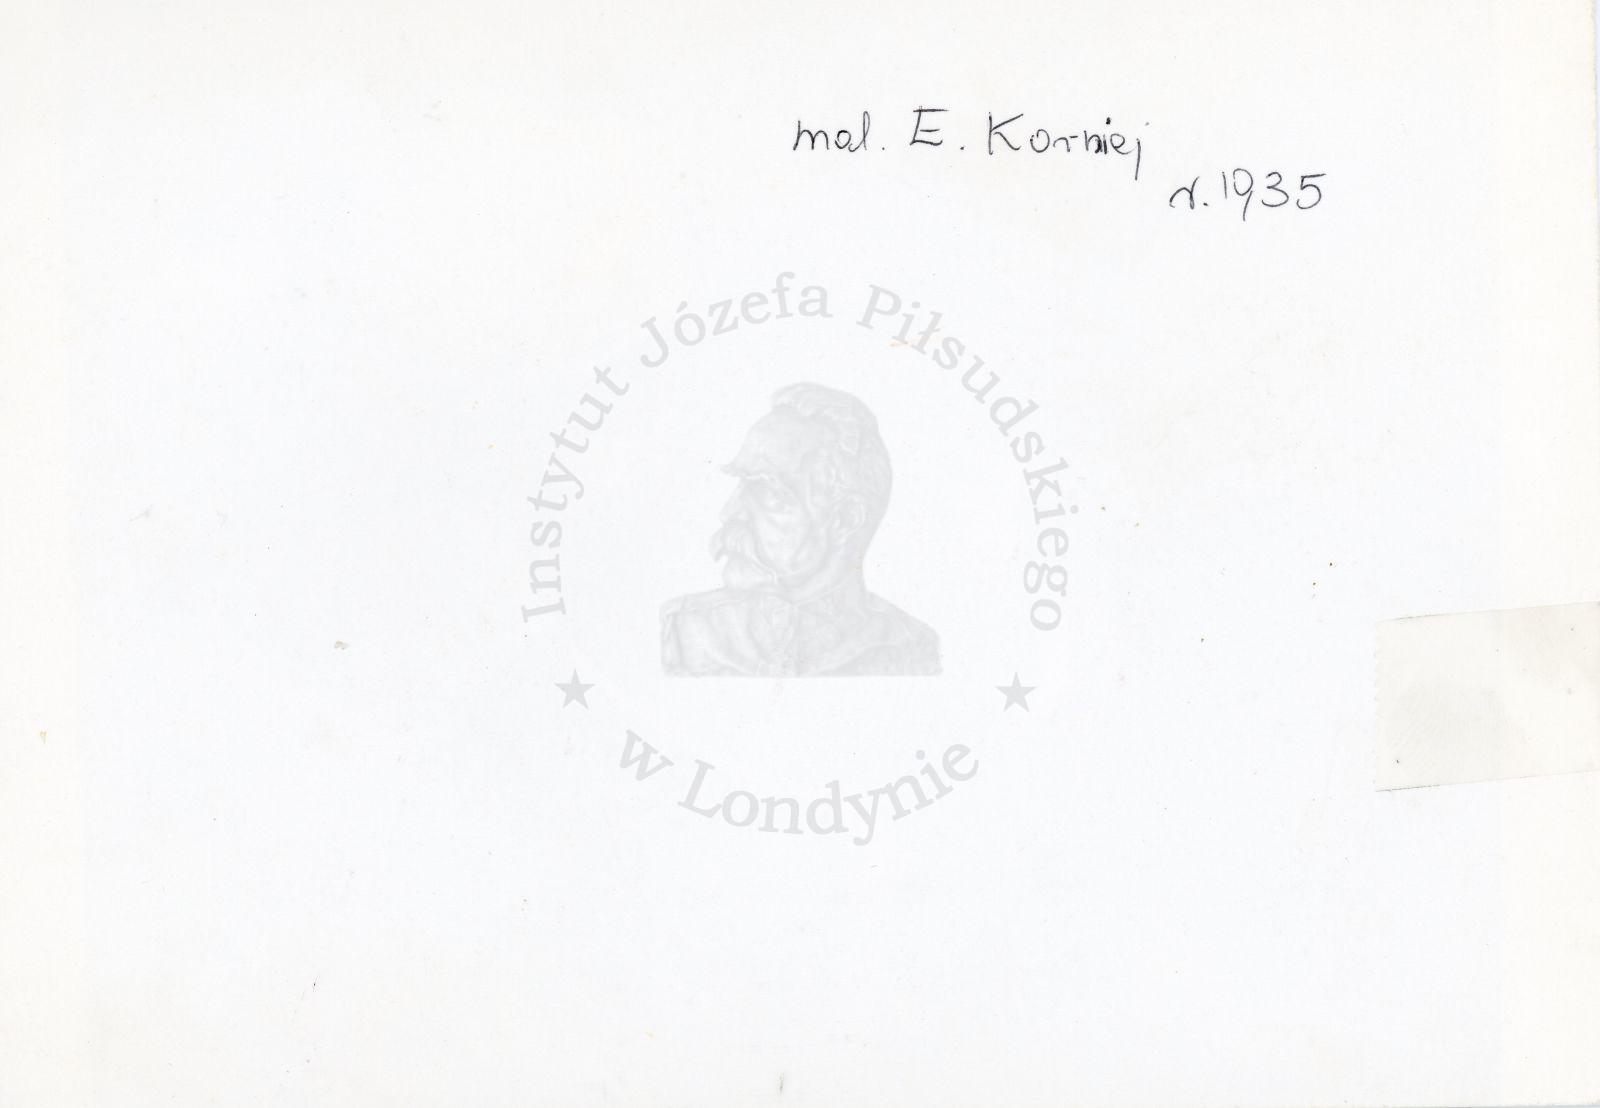 mal. E. Korniej
r. 1935
Instytut Józefa Piłsudskiego
w Londynie